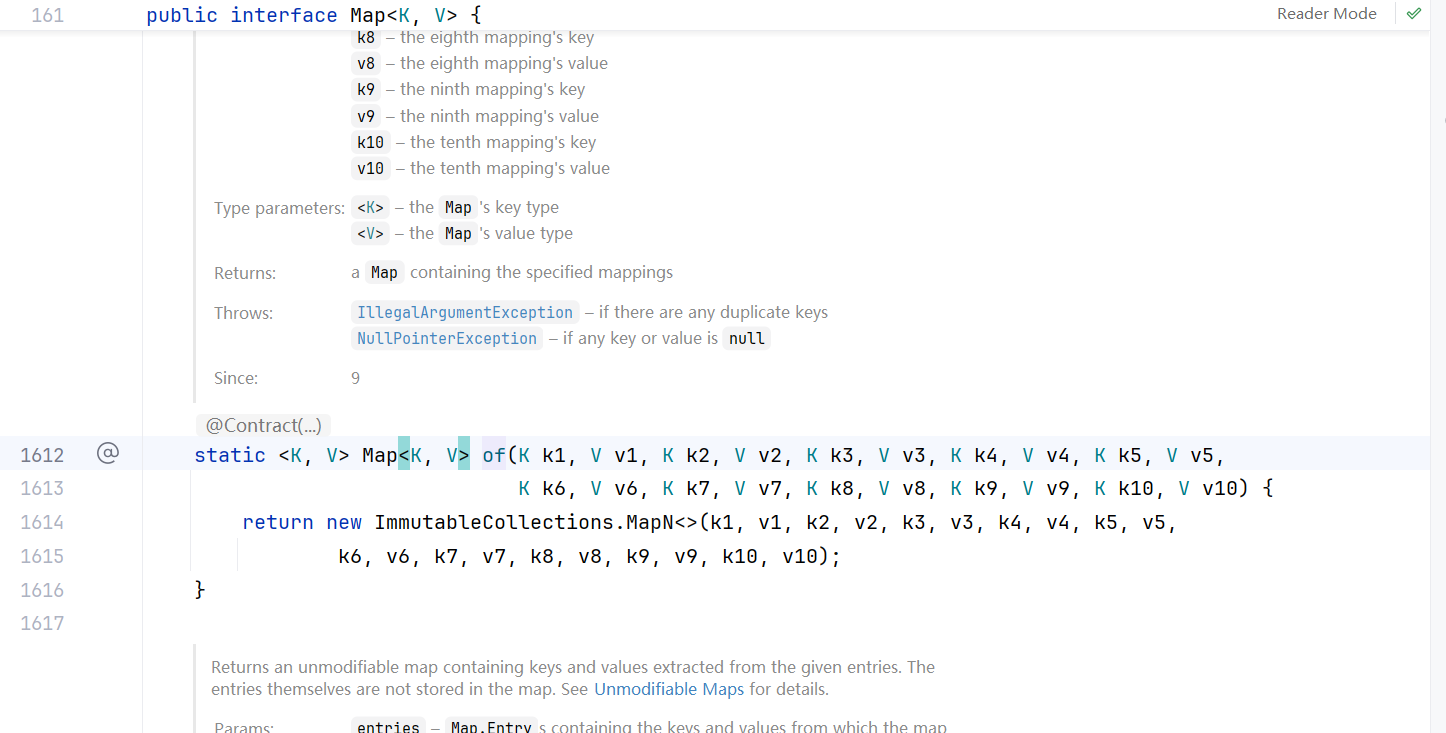 161 public interface Map<K, V> { Reader Mode
k8 – the eighth mapping's key
v8 – the eighth mapping's value
k9 – the ninth mapping's key
v9 – the ninth mapping's value
k10 – the tenth mapping's key
v10 – the tenth mapping's value
Type parameters: <K> – the Map 's key type
<V> – the Map 's value type
Returns: a Map containing the specified mappings
Throws: IllegalArgumentException – if there are any duplicate keys
NullPointerException – if any key or value is null
Since: 9
@Contract(...)
1612 @ static <K, V> Map<K, V> of(K k1, V v1, K k2, V v2, K k3, V v3, K k4, V v4, K k5, V v5,
1613 K k6, V v6, K k7, V v7, K k8, V v8, K k9, V v9, K k10, V v10) {
1614 return new ImmutableCollections.MapN<>(k1, v1, k2, v2, k3, v3, k4, v4, k5, v5,
1615 k6, v6, k7, v7, k8, v8, k9, v9, k10, v10);
1616 }
1617
Returns an unmodifiable map containing keys and values extracted from the given entries. The
entries themselves are not stored in the map. See Unmodifiable Maps for details.
Params: entries – Map.Entry s containing the keys and values from which the map